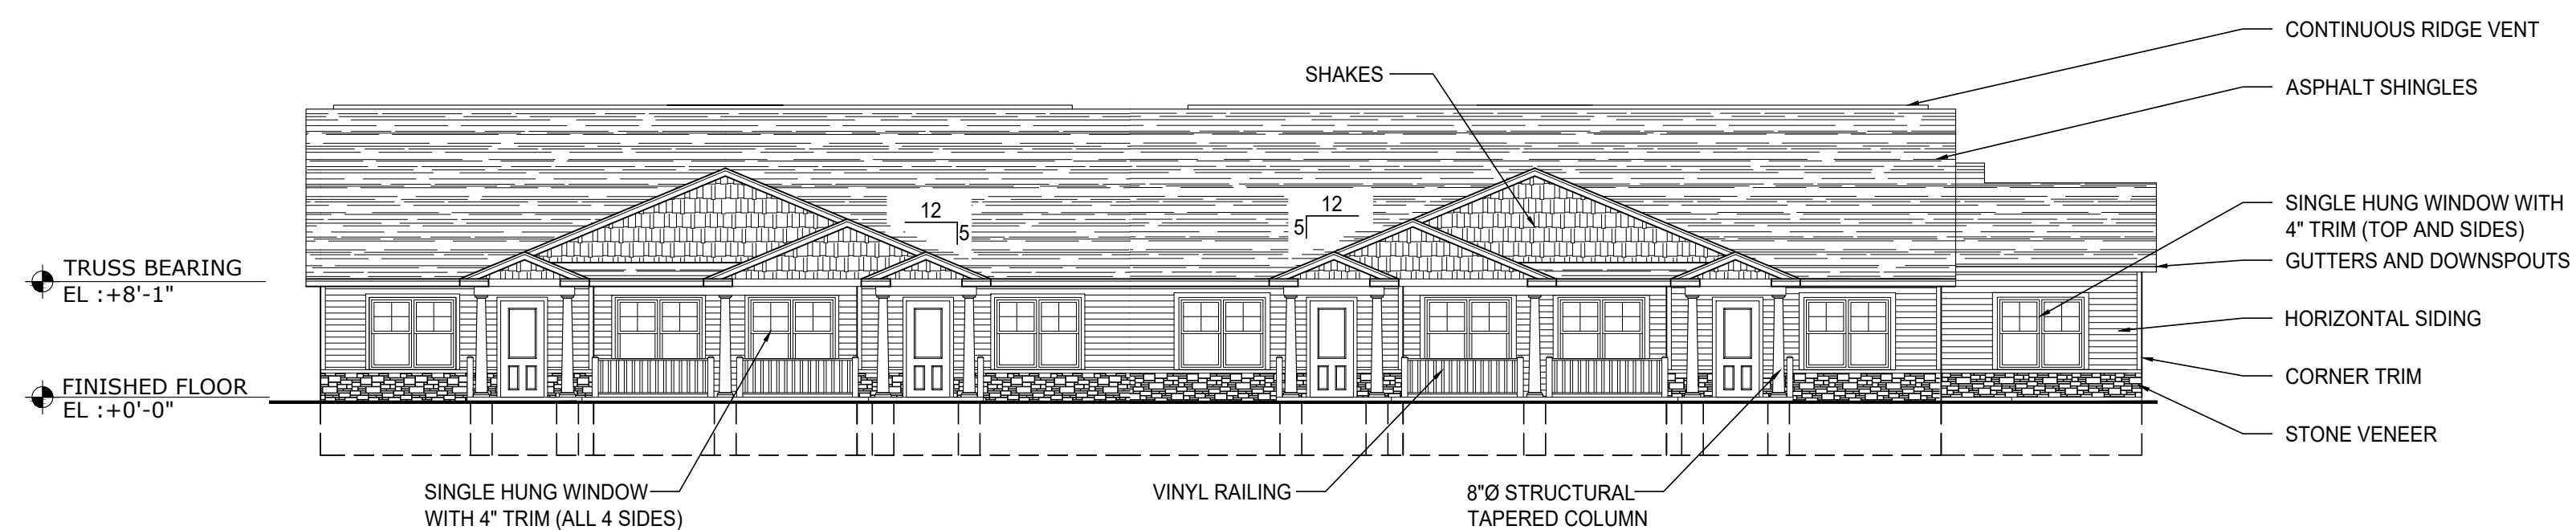 CONTINUOUS RIDGE VENT
SHAKES
ASPHALT SHINGLES
12
5
12
5
SINGLE HUNG WINDOW WITH
4" TRIM (TOP AND SIDES)
TRUSS BEARING
EL :+8'-1"
GUTTERS AND DOWNSPOUTS
HORIZONTAL SIDING
FINISHED FLOOR
EL :+0'-0"
CORNER TRIM
STONE VENEER
SINGLE HUNG WINDOW
WITH 4" TRIM (ALL 4 SIDES)
VINYL RAILING
8"Ø STRUCTURAL
TAPERED COLUMN